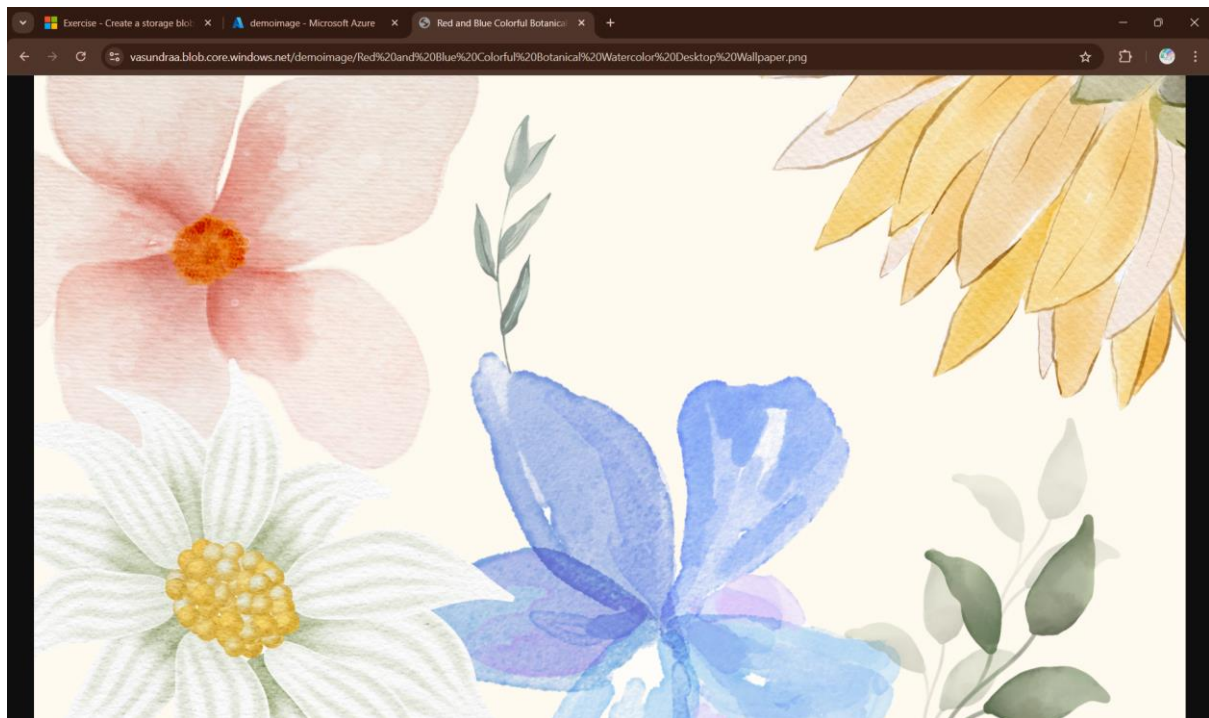 Exercise - Create a storage blob
demoimage - Microsoft Azure
Red and Blue Colorful Botanical
vasundraa.blob.core.windows.net/demoimage/Red%20and%20Blue%20Colorful%20Botanical%20Watercolor%20Desktop%20Wallpaper.png